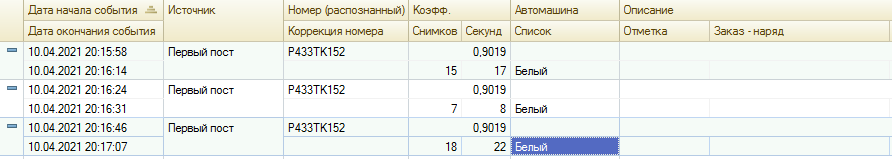 Дата начала события Источник Номер (распознанный) Коэфф. Автомашина Описание
Дата окончания события Коррекция номера Снимков Секунд Список Отметка Заказ - наряд
10.04.2021 20:15:58 Первый пост Р433ТК152 0,9019
10.04.2021 20:16:14 15 17 Белый
10.04.2021 20:16:24 Первый пост Р433ТК152 0,9019
10.04.2021 20:16:31 7 8 Белый
10.04.2021 20:16:46 Первый пост Р433ТК152 0,9019
10.04.2021 20:17:07 18 22 Белый